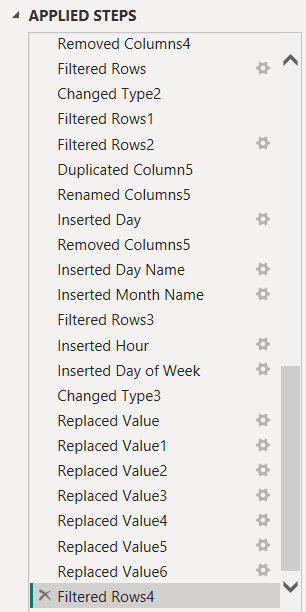 APPLIED STEPS
Removed Columns4
Filtered Rows
Changed Type2
Filtered Rows1
Filtered Rows2
Duplicated Column5
Renamed Columns5
Inserted Day
Removed Columns5
Inserted Day Name
Inserted Month Name
Filtered Rows3
Inserted Hour
Inserted Day of Week
Changed Type3
Replaced Value
Replaced Value1
Replaced Value2
Replaced Value3
Replaced Value4
Replaced Value5
Replaced Value6
Filtered Rows4